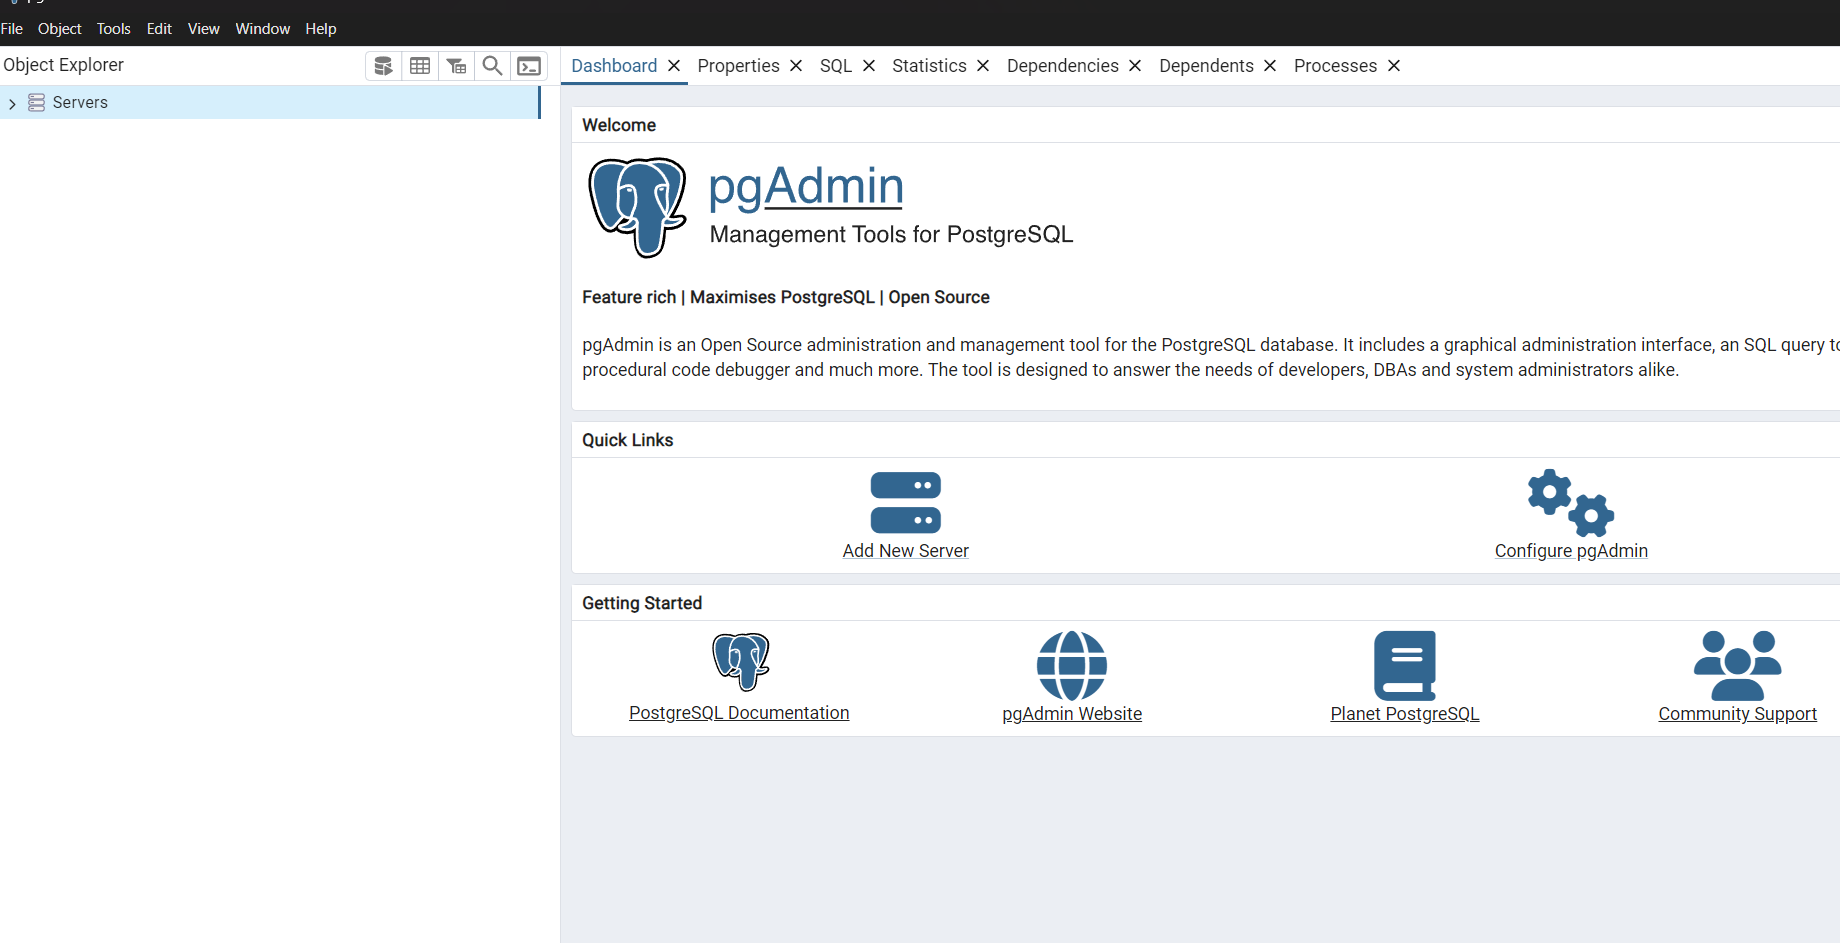 File Object Tools Edit View Window Help
Object Explorer
Dashboard Properties SQL Statistics Dependencies Dependents Processes
Servers
Welcome
pgAdmin
Management Tools for PostgreSQL
Feature rich | Maximises PostgreSQL | Open Source
pgAdmin is an Open Source administration and management tool for the PostgreSQL database. It includes a graphical administration interface, an SQL query
procedural code debugger and much more. The tool is designed to answer the needs of developers, DBAs and system administrators alike.
Quick Links
Add New Server Configure pgAdmin
Getting Started
PostgreSQL Documentation pgAdmin Website Planet PostgreSQL Community Support